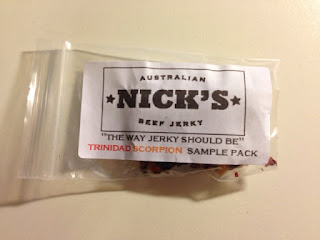 AUSTRALIAN
★NICK'S★
BEEF JERKY
"THE WAY JERKY SHOULD BE"
TRINIDAD SCORPION SAMPLE PACK